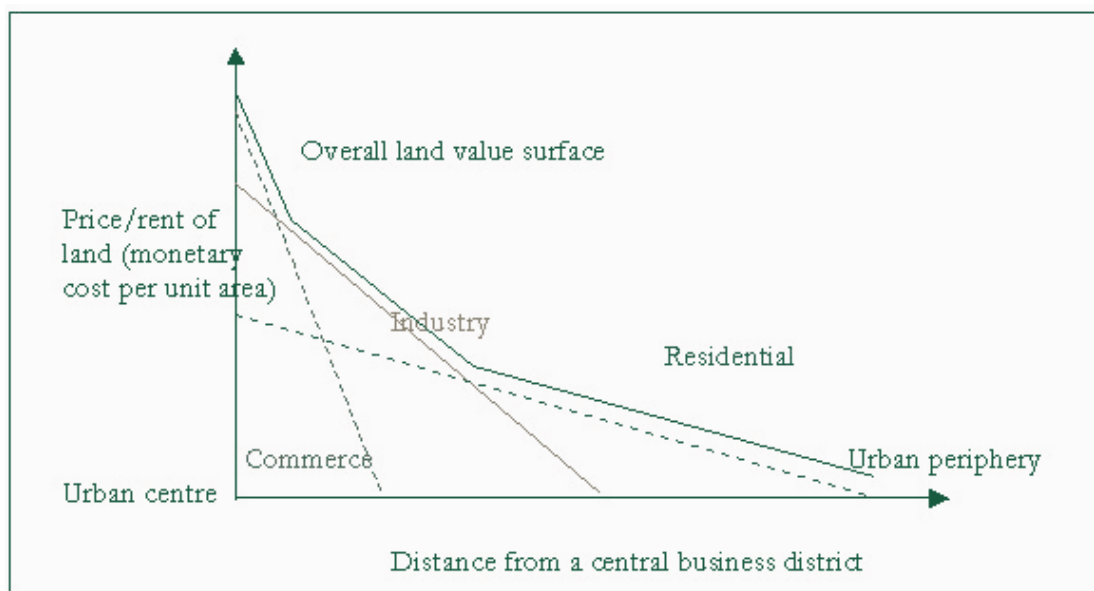 Overall land value surface
Price/rent of
land (monetary
cost per unit area)
Industry
Residential
Commerce
Urban periphery
Urban centre
Distance from a central business district